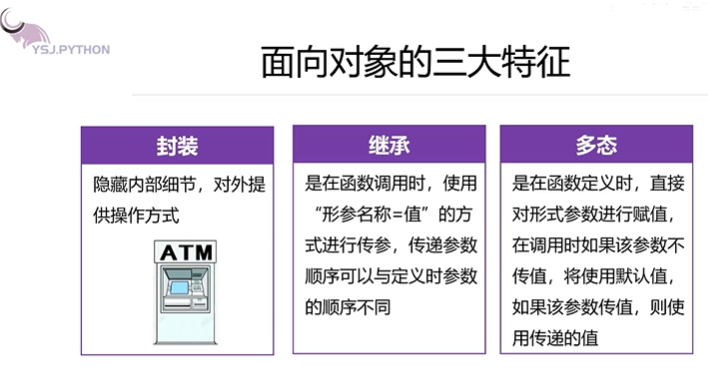 YSJ.PYTHON
面向对象的三大特征
封装
隐藏内部细节，对外提
供操作方式
ATM
继承
是在函数调用时，使用
“形参名称=值”的方
式进行传参，传递参数
顺序可以与定义时参数
的顺序不同
多态
是在函数定义时，直接
对形式参数进行赋值，
在调用时如果该参数不
传值，将使用默认值，
如果该参数传值，则使
用传递的值